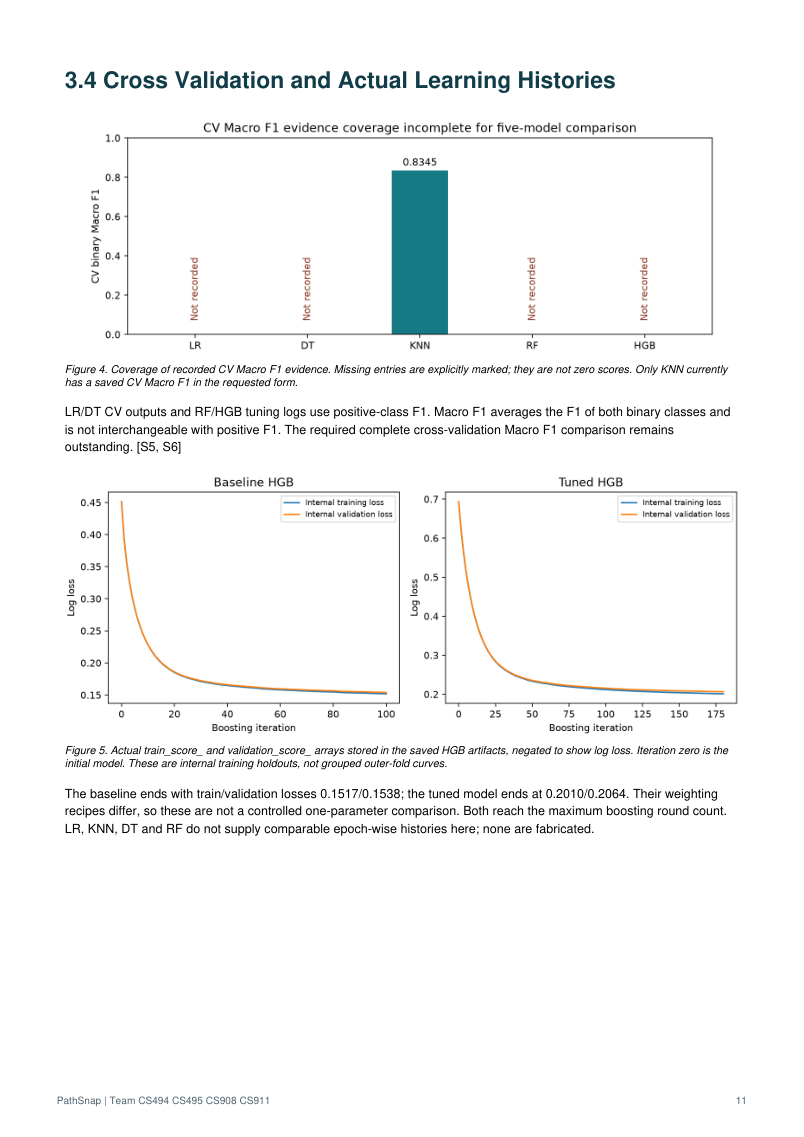 3.4 Cross Validation and Actual Learning Histories
CV Macro F1 evidence coverage incomplete for five-model comparison
CV binary Macro F1
1.0
0.8
0.6
0.4
0.2
0.0
Not recorded
Not recorded
0.8345
Not recorded
Not recorded
LR
DT
KNN
RF
HGB
Figure 4. Coverage of recorded CV Macro F1 evidence. Missing entries are explicitly marked; they are not zero scores. Only KNN currently
has a saved CV Macro F1 in the requested form.
LR/DT CV outputs and RF/HGB tuning logs use positive-class F1. Macro F1 averages the F1 of both binary classes and
is not interchangeable with positive F1. The required complete cross-validation Macro F1 comparison remains
outstanding. [S5, S6]
Baseline HGB
Log loss
0.45
0.40
0.35
0.30
0.25
0.20
0.15
Internal training loss
Internal validation loss
0
20
40
60
80
100
Boosting iteration
Tuned HGB
Log loss
0.7
0.6
0.5
0.4
0.3
0.2
Internal training loss
Internal validation loss
0
25
50
75
100
125
150
175
Boosting iteration
Figure 5. Actual train_score_ and validation_score_ arrays stored in the saved HGB artifacts, negated to show log loss. Iteration zero is the
initial model. These are internal training holdouts, not grouped outer-fold curves.
The baseline ends with train/validation losses 0.1517/0.1538; the tuned model ends at 0.2010/0.2064. Their weighting
recipes differ, so these are not a controlled one-parameter comparison. Both reach the maximum boosting round count.
LR, KNN, DT and RF do not supply comparable epoch-wise histories here; none are fabricated.
PathSnap | Team CS494 CS495 CS908 CS911
11